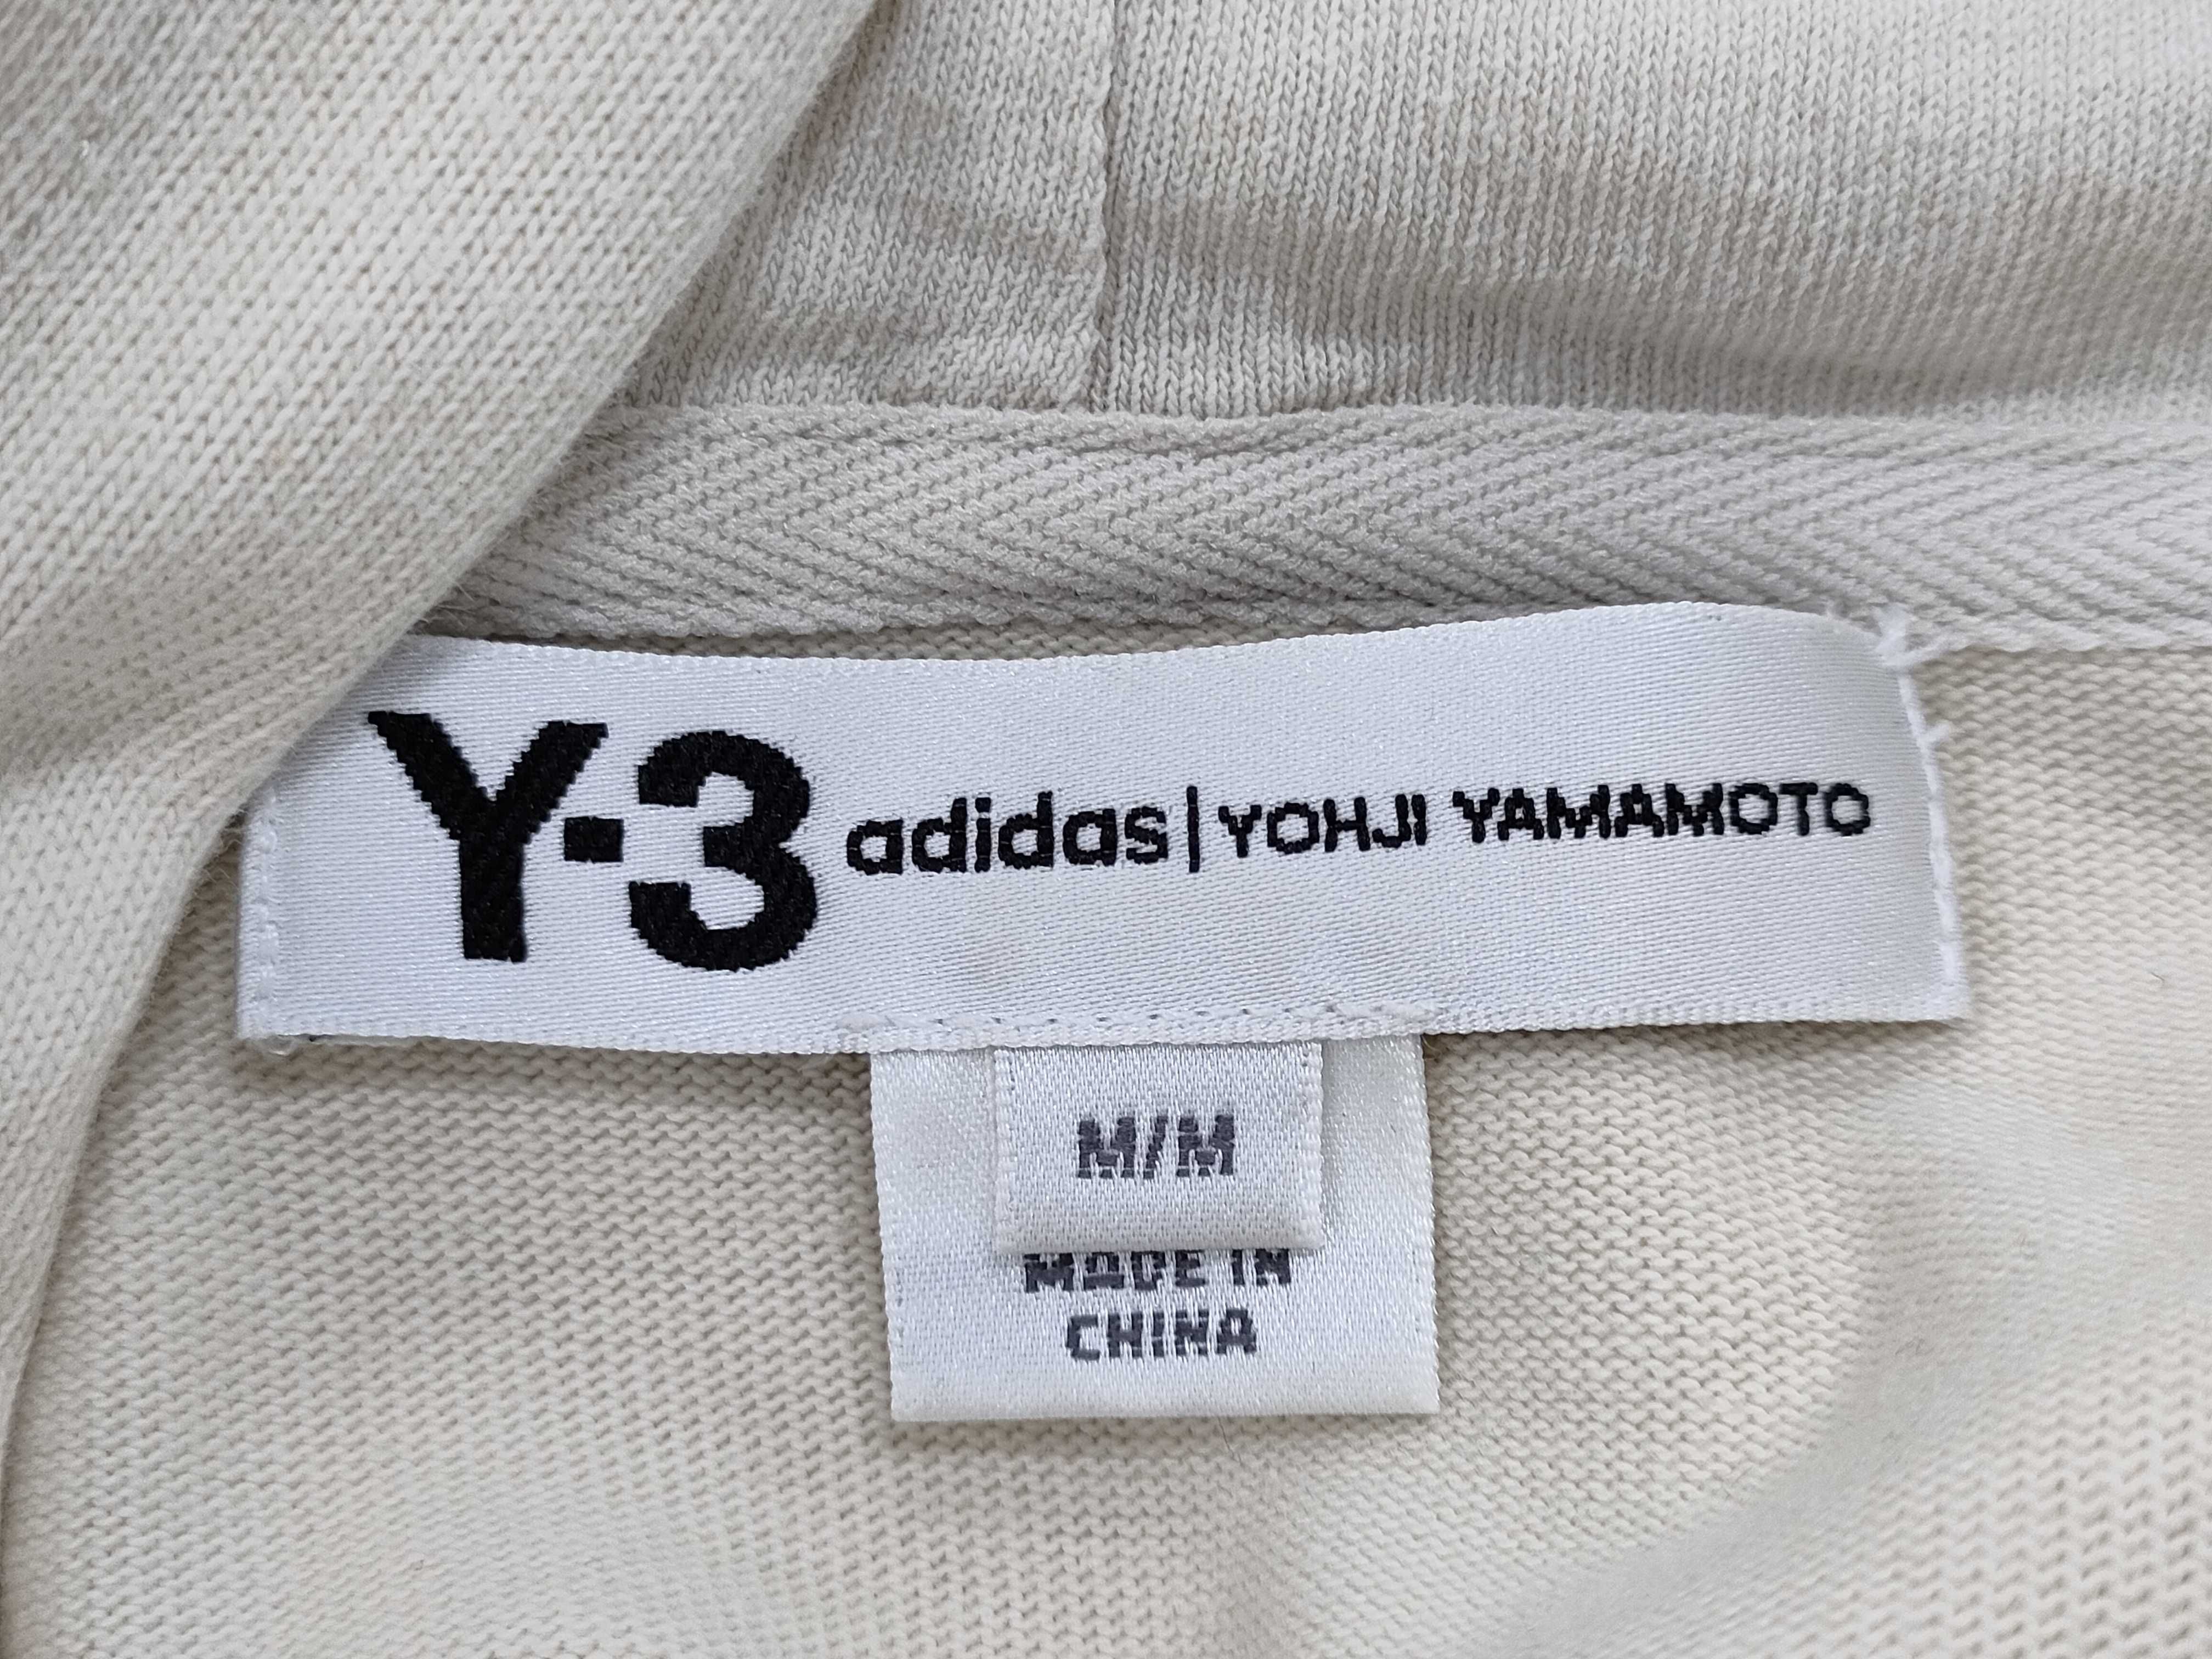 Y-3 adidas | YOHJI YAMAMOTO
M/M
MADE IN
CHINA